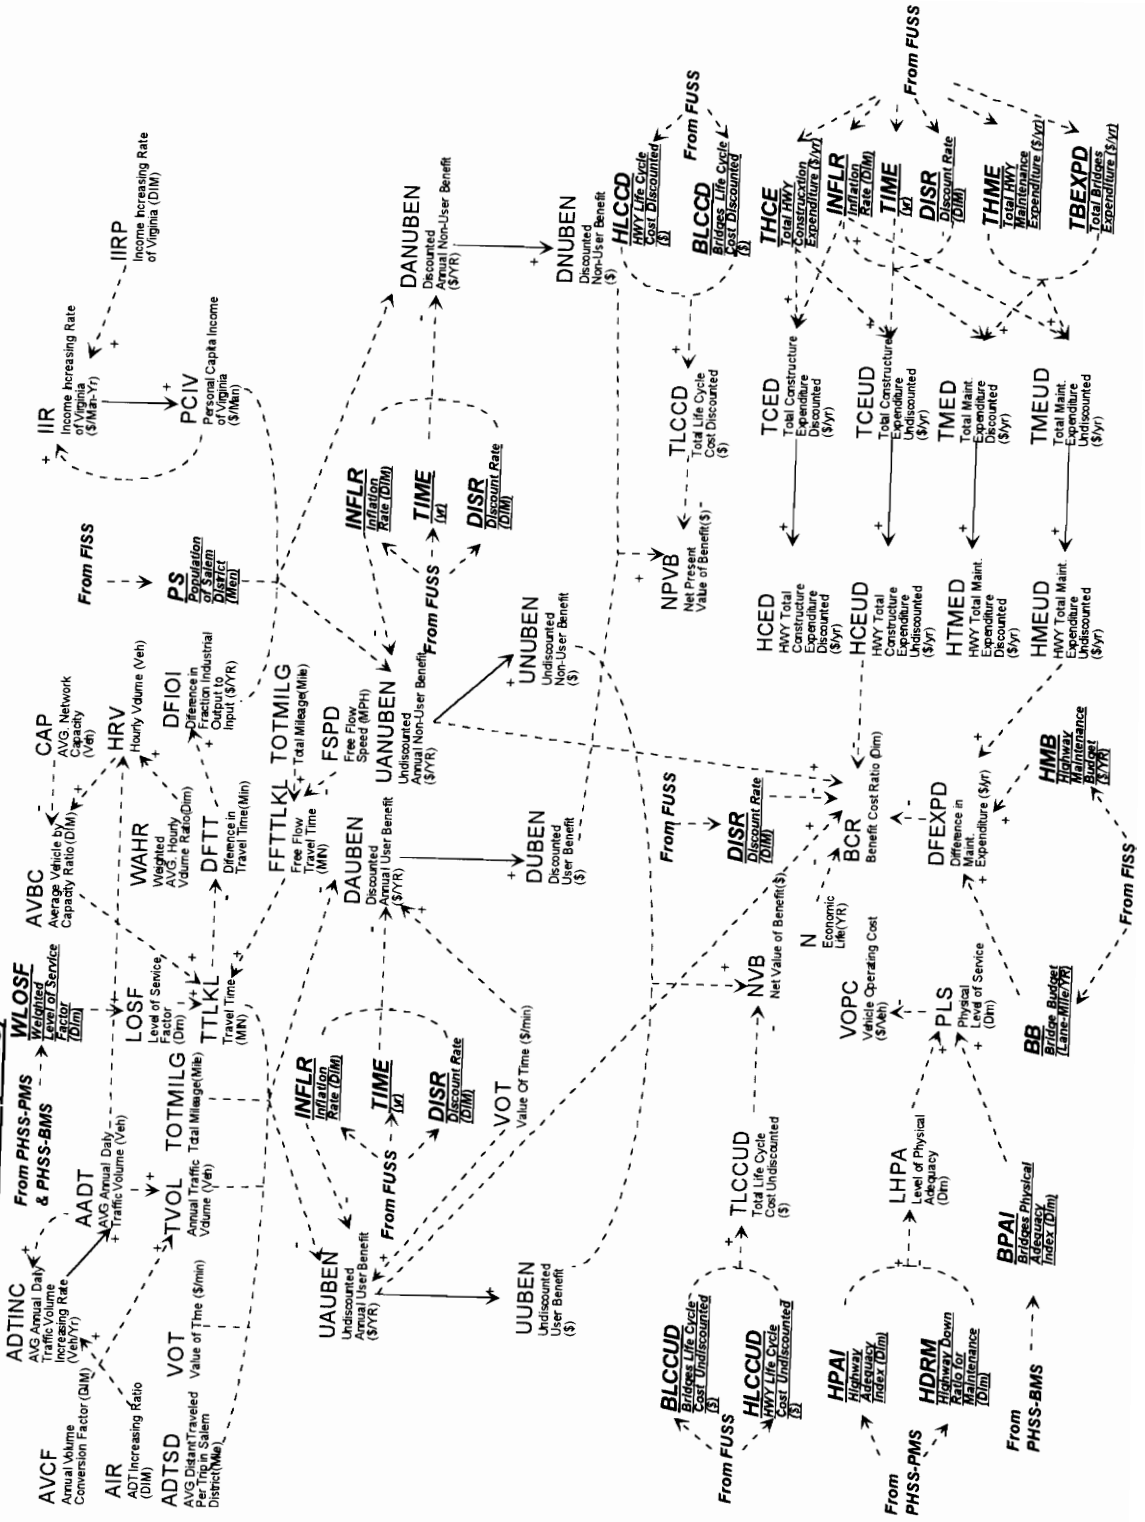 From PHSS-PMS
& PHSS-BMS
WLOSF
Weighted
Level of Service
Factor
(Dim)
ADTINC
AVG Annual Daily
Traffic Volume
Increasing Rate
(Veh/Yr)
AADT
AVG Annual Daily
Traffic Volume (Veh)
AVBC
Average Vehicle by
Capacity Ratio (DIM)
CAP
AVG. Network
Capacity
(Veh)
IIR
Income Increasing Rate
of Virginia
($/Man-Yr)
IIRP
Income Increasing Rate
of Virginia (DIM)
AVCF
Annual Volume
Conversion Factor (DIM)
LOSF
Level of Service
Factor
(Dim)
HRV
Hourly Volume (Veh)
From FISS
AIR
ADT Increasing Ratio
(DIM)
TVOL
Annual Traffic
Volume (Veh)
TOTMILG
Total Mileage(Mile)
WAHR
Weighted
AVG. Hourly
Volume Ratio(Dim)
PCIV
Personal Capita Income
of Virginia
($/Man)
VOT
Value of Time ($/min)
TTLKL
Travel Time
(MIN)
DFTT
Diference in
Travel Time(Min)
DFIOI
Diference in
Fraction Industrial
Output to
Input ($/YR)
PS
Population
of Salem
District
(Men)
ADTSD
AVG DistantTraveled
Per Trip in Salem
District(Mile)
FFTTLKL
Free Flow
Travel Time
(MIN)
TOTMILG
Total Mileage(Mile)
FSPD
Free Flow
Speed (MPH)
INFLR
Inflation
Rate (DIM)
TIME
(yr)
DISR
Discount Rate
(DIM)
From FUSS
UAUBEN
Undiscounted
Annual User Benefit
($/YR)
INFLR
Inflation
Rate (DIM)
TIME
(yr)
DISR
Discount Rate
(DIM)
From FUSS
VOT
Value Of Time ($/min)
DAUBEN
Discounted
Annual User Benefit
($/YR)
UANUBEN
Undiscounted
Annual Non-User Benefit
($/YR)
DANUBEN
Discounted
Annual Non-User Benefit
($/YR)
UUBEN
Undiscounted
User Benefit
($)
DUBEN
Discounted
User Benefit
($)
UNUBEN
Undiscounted
Non-User Benefit
($)
DNUBEN
Discounted
Non-User Benefit
($)
HLCCD
HWY Life Cycle
Cost Discounted
($)
BLCCD
Bridges Life Cycle
Cost Discounted
($)
From FUSS
BLCCUD
Bridges Life Cycle
Cost Undiscounted
($)
HLCCUD
HWY Life Cycle
Cost Undiscounted
($)
From FUSS
TLCCUD
Total Life Cycle
Cost Undiscounted
($)
NVB
Net Value of Benefit($)
From FUSS
DISR
Discount Rate
(DIM)
NPVB
Net Present
Value of Benefit($)
TLCCD
Total Life Cycle
Cost Discounted
($)
N
Economic
Life(YR)
BCR
Benefit Cost Ratio (Dim)
HCED
HWY Total
Constructure
Expenditure
Discounted
($/yr)
TCED
Total Constructure
Expenditure
Discounted
($/yr)
THCE
Total HWY
Construcxtion
Expenditure ($/yr)
INFLR
Inflation
Rate (DIM)
TIME
(yr)
DISR
Discount Rate
(DIM)
THME
Total HWY
Maintenance
Expenditure ($/yr)
TBEXPD
Total Bridges
Expenditure ($/yr)
From FUSS
HPAI
Highway
Adequacy
Index (Dim)
HDRM
Highway Down
Ratio for
Maintenance
(Dim)
From
PHSS-PMS
LHPA
Level of Physical
Adequacy
(Dim)
VOPC
Vehicle Operating Cost
($/Veh)
HCEUD
HWY Total
Constructure
Expenditure
Undiscounted
($/yr)
TCEUD
Total Constructure
Expenditure
Undiscounted
($/yr)
PLS
Physical
Level of Service
(Dim)
DFEXPD
Difference in
Maint.
Expenditure ($/yr)
HTMED
HWY Total Maint.
Expenditure
Discounted
($/yr)
TMED
Total Maint.
Expenditure
Discounted
($/yr)
From
PHSS-BMS
BPAI
Bridges Physical
Adequacy
Index (Dim)
BB
Bridge Budget
(Lane-Mile/YR)
HMB
Highway
Maintenance
Budget
($/YR)
From FISS
HMEUD
HWY Total Maint.
Expenditure
Undiscounted
($/yr)
TMEUD
Total Maint.
Expenditure
Undiscounted
($/yr)